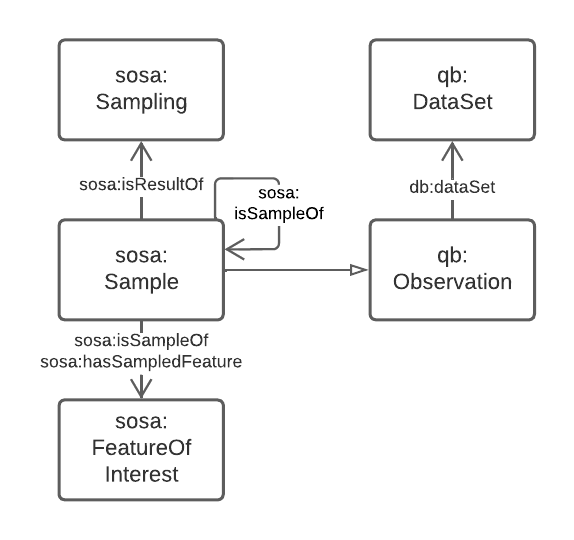 sosa:
Sampling
qb:
DataSet
sosa:isResultOf
sosa:
isSampleOf
db:dataSet
sosa:
Sample
qb:
Observation
sosa:isSampleOf
sosa:hasSampledFeature
sosa:
FeatureOf
Interest